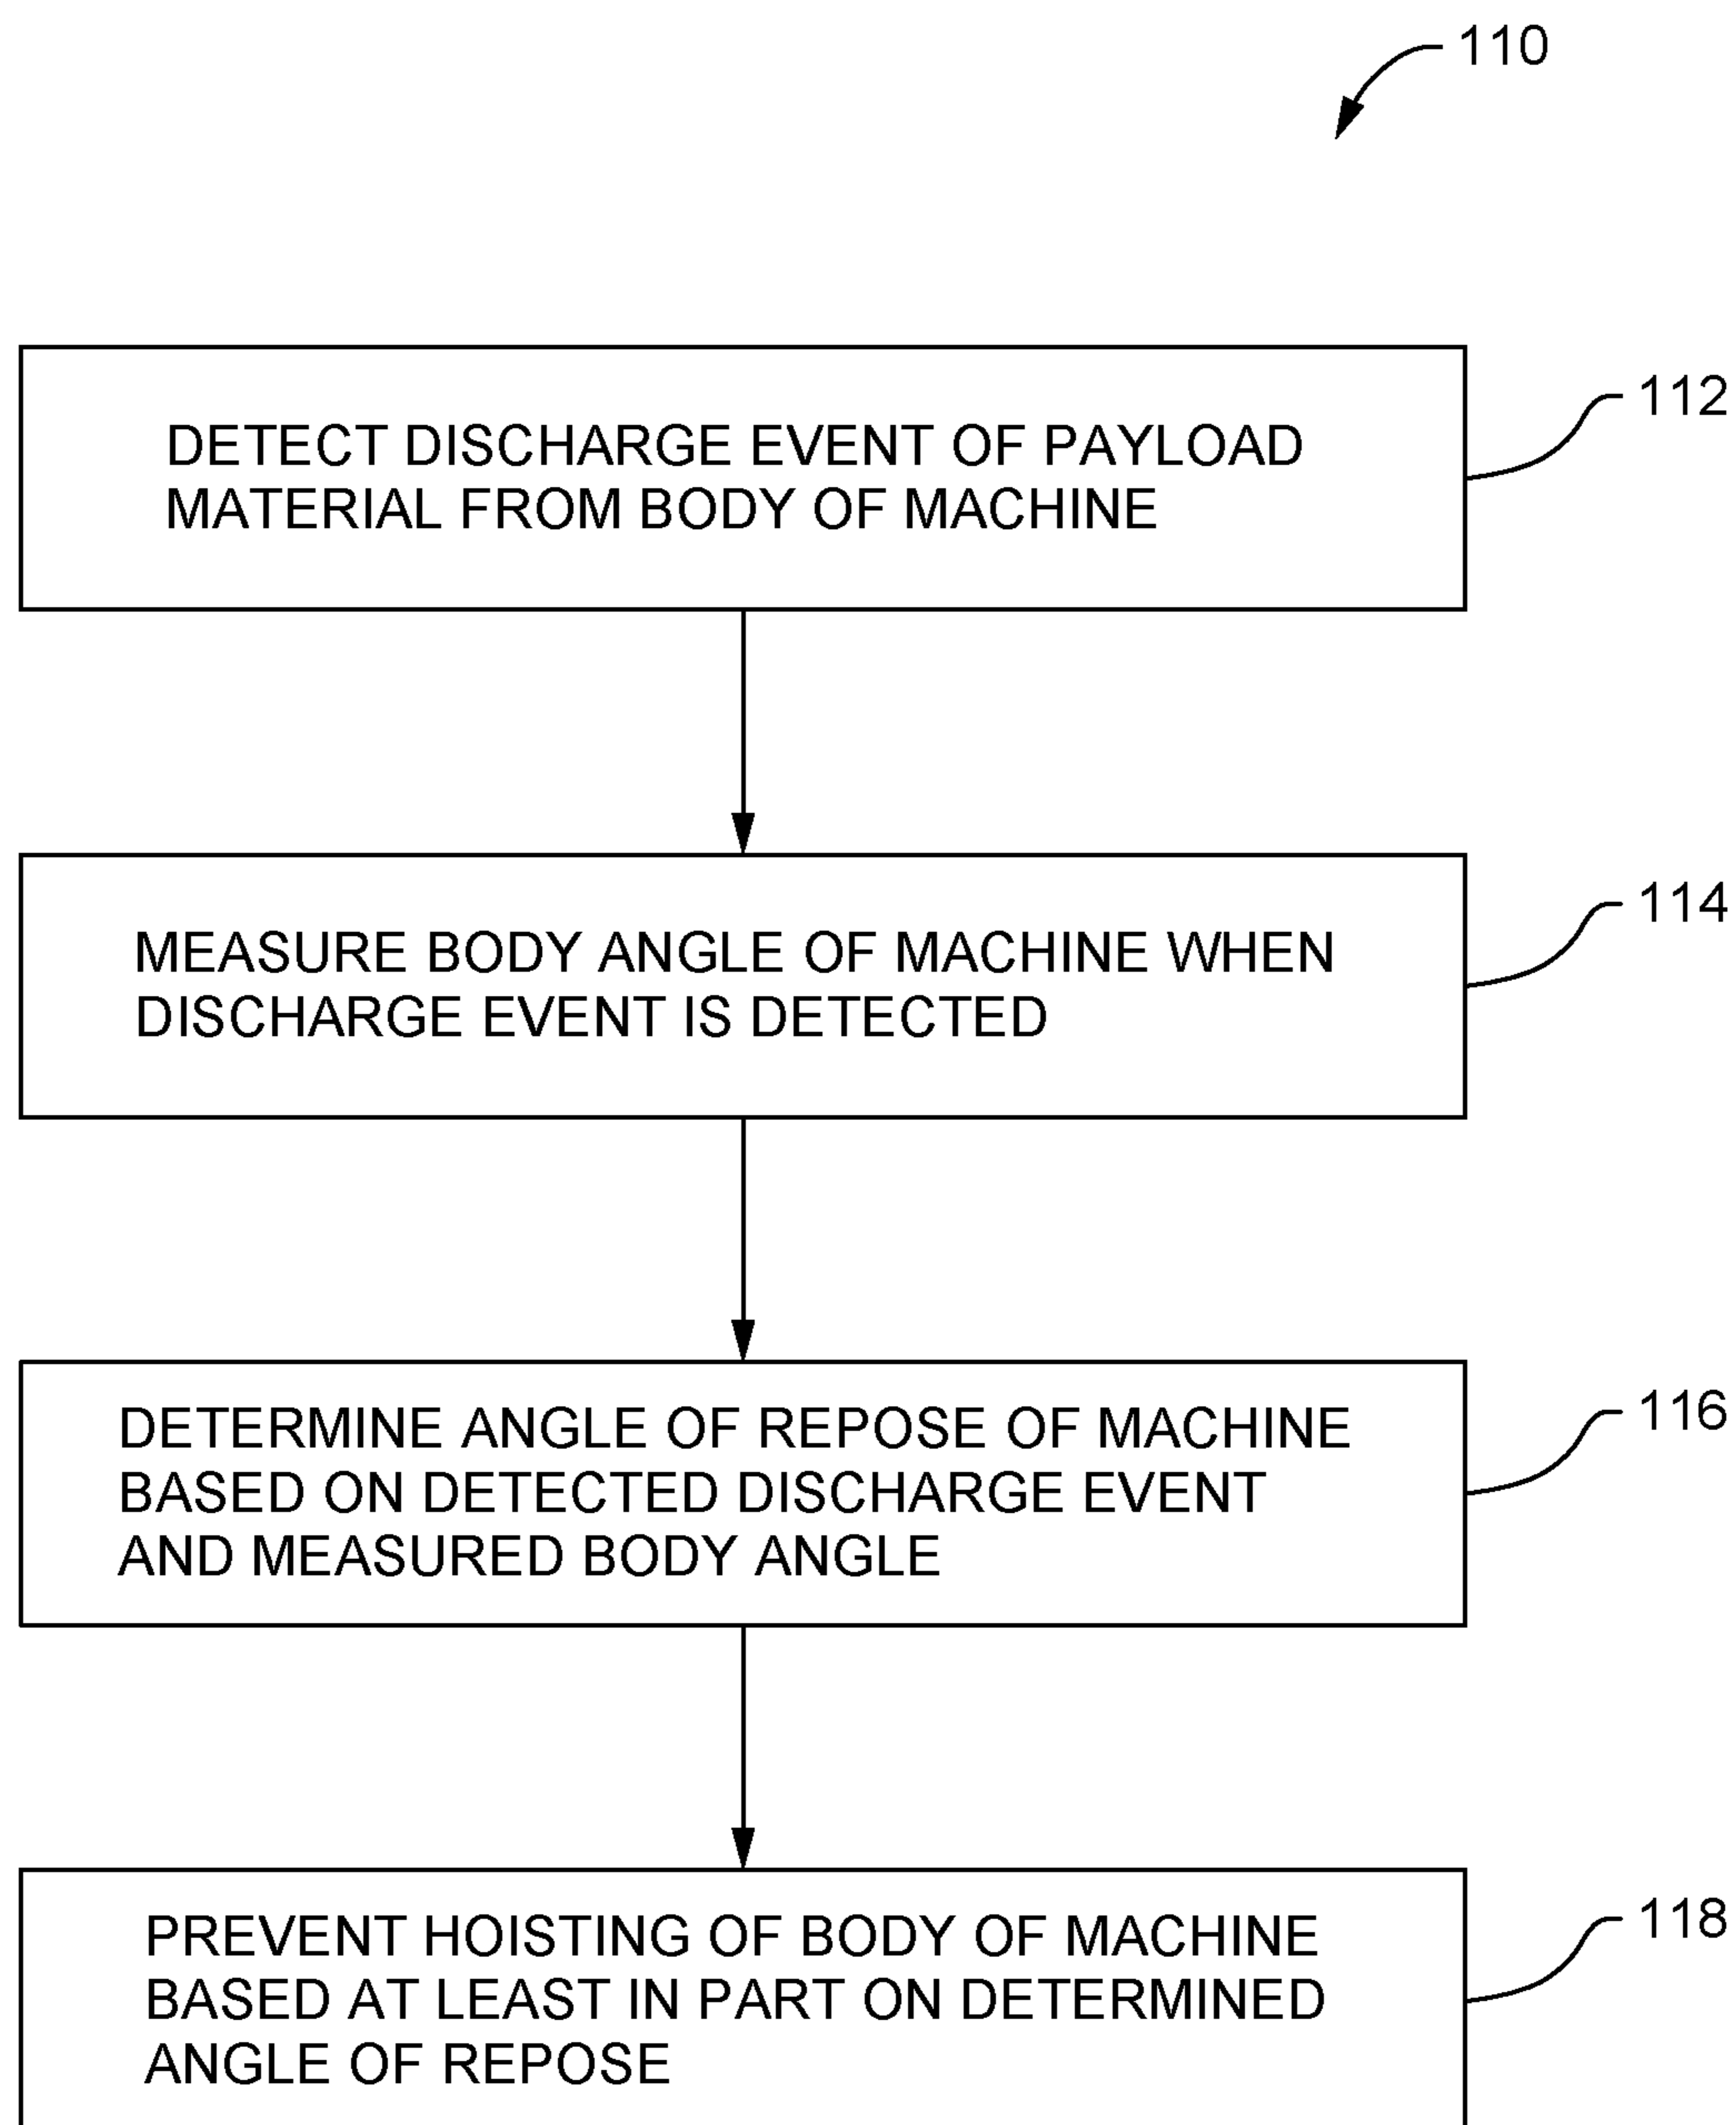 110
DETECT DISCHARGE EVENT OF PAYLOAD
MATERIAL FROM BODY OF MACHINE
112
MEASURE BODY ANGLE OF MACHINE WHEN
DISCHARGE EVENT IS DETECTED
114
DETERMINE ANGLE OF REPOSE OF MACHINE
BASED ON DETECTED DISCHARGE EVENT
AND MEASURED BODY ANGLE
116
PREVENT HOISTING OF BODY OF MACHINE
BASED AT LEAST IN PART ON DETERMINED
ANGLE OF REPOSE
118